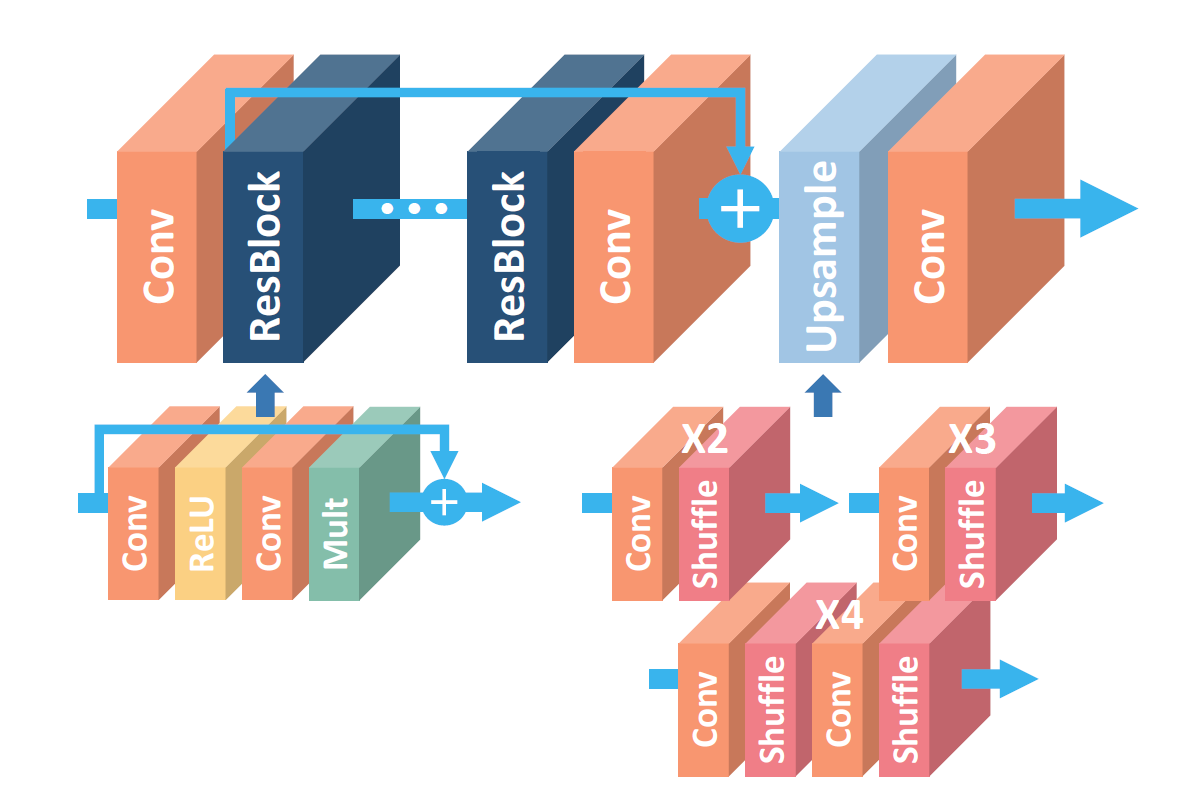 Conv
ResBlock
ResBlock
Conv
Upsample
Conv
Conv
ReLU
Conv
Mult
X2
Conv
Shuffle
X3
Conv
Shuffle
X4
Conv
Shuffle
Conv
Shuffle